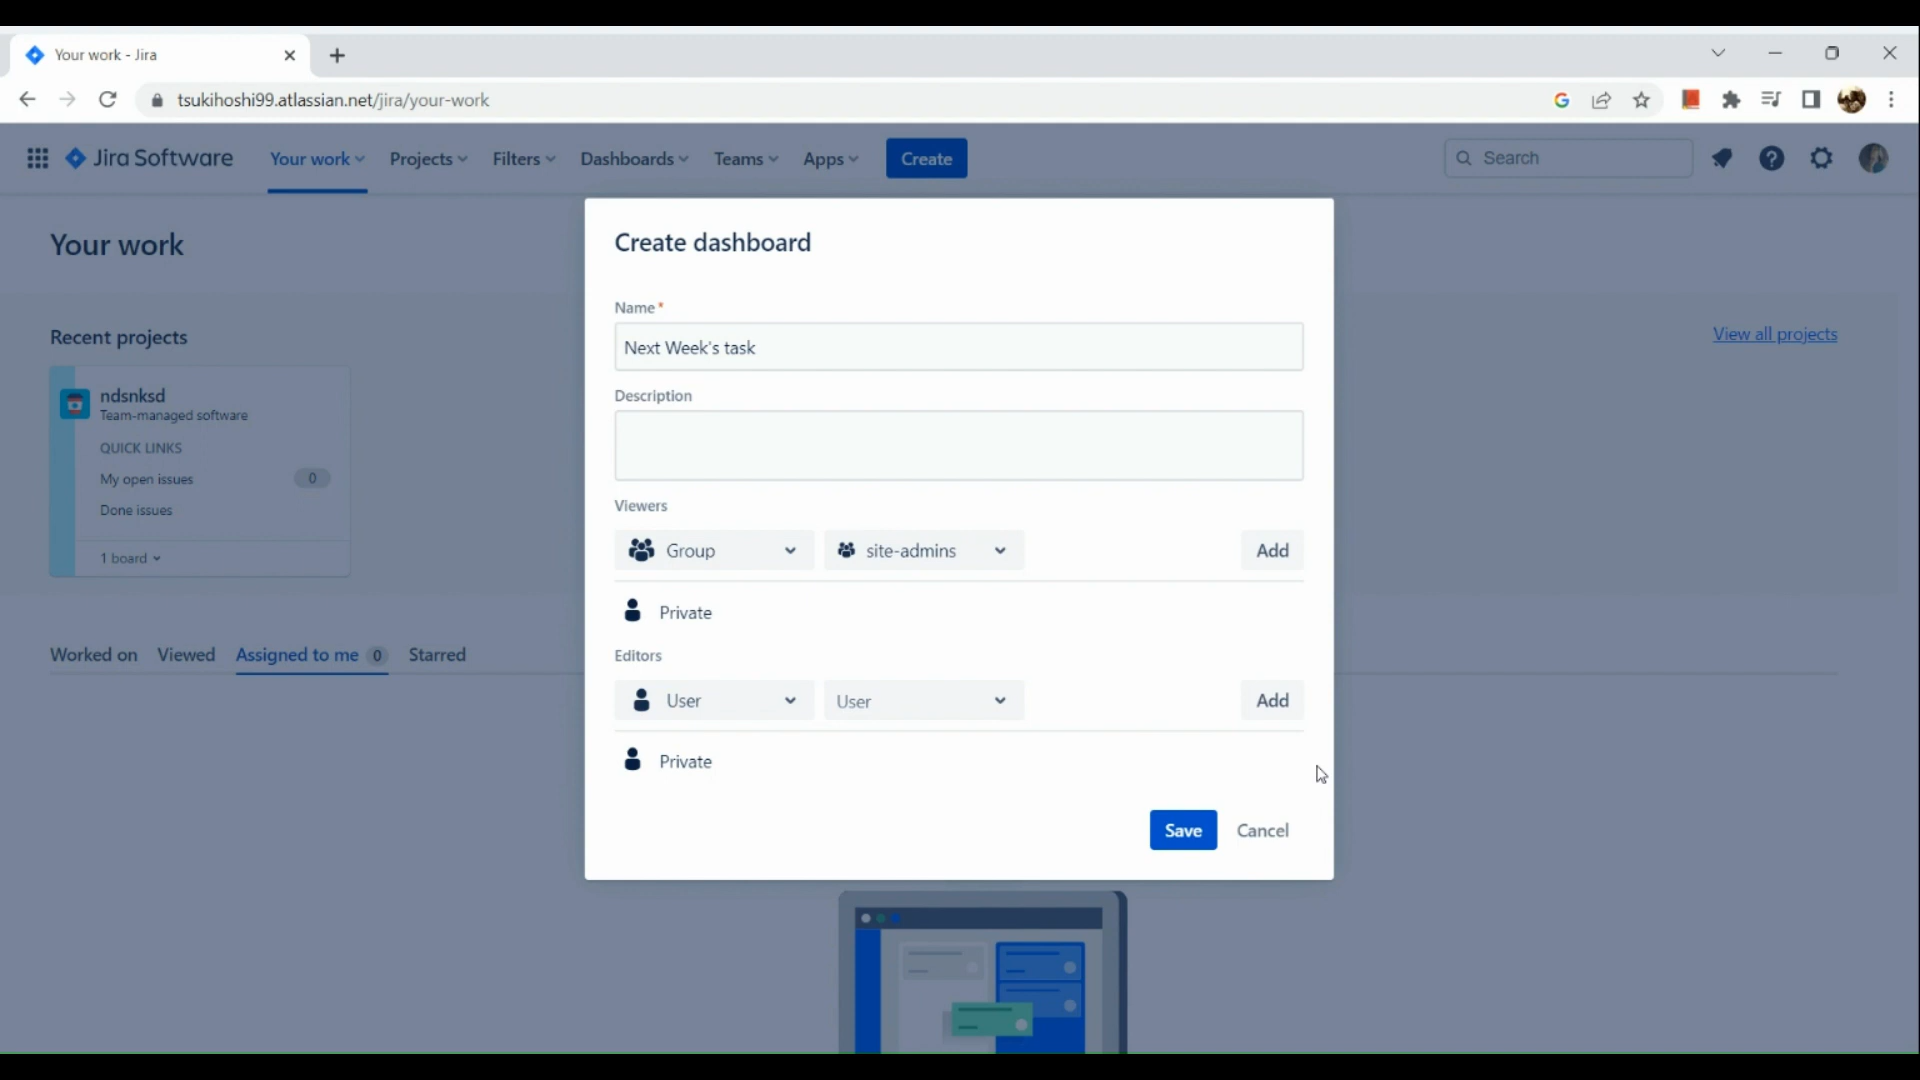 Your work - Jira
tsukihoshi99.atlassian.net/jira/your-work
Jira Software Your work Projects Filters Dashboards Teams Apps Create Search
Your work
Recent projects
View all projects
ndsnksd
Team-managed software
QUICK LINKS
My open issues 0
Done issues
1 board
Worked on Viewed Assigned to me 0 Starred
Create dashboard
Name*
Next Week's task
Description
Viewers
Group site-admins Add
Private
Editors
User User Add
Private
Save Cancel